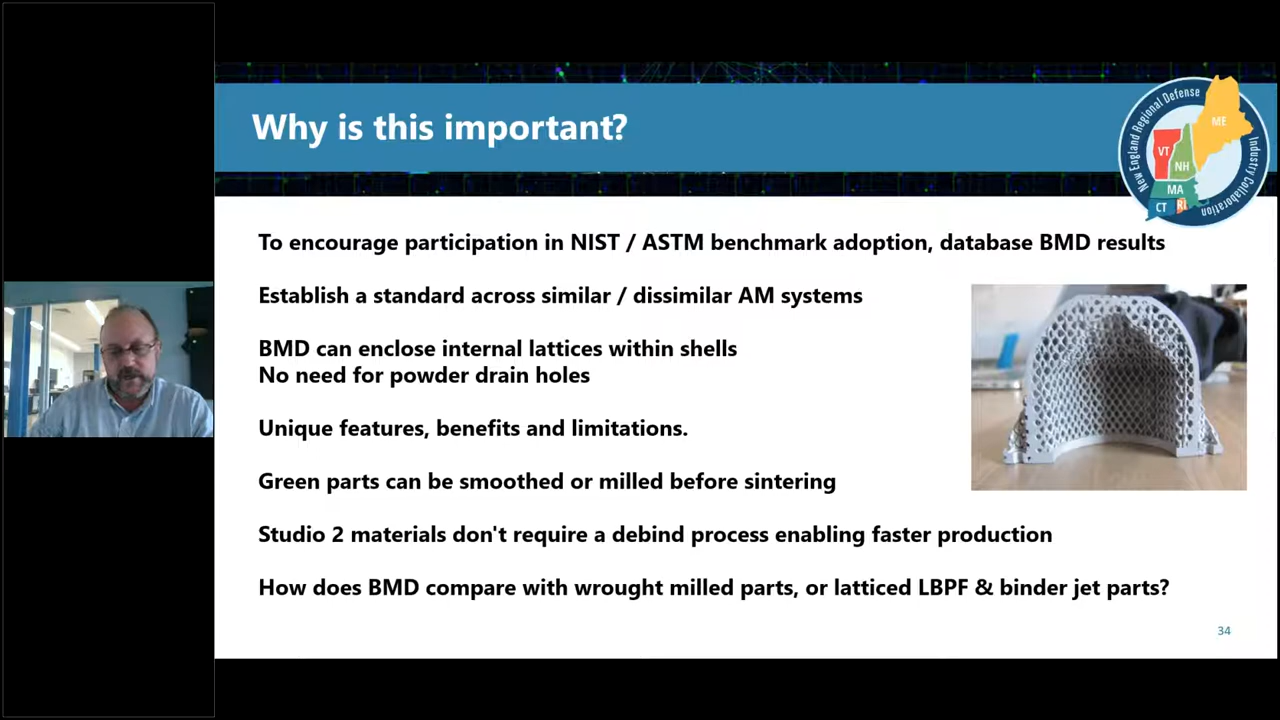 Why is this important?
New England Regional Defense
Industry Collaboration
ME
VT
NH
MA
CT
RI
To encourage participation in NIST / ASTM benchmark adoption, database BMD results
Establish a standard across similar / dissimilar AM systems
BMD can enclose internal lattices within shells
No need for powder drain holes
Unique features, benefits and limitations.
Green parts can be smoothed or milled before sintering
Studio 2 materials don't require a debind process enabling faster production
How does BMD compare with wrought milled parts, or latticed LBPF & binder jet parts?
34